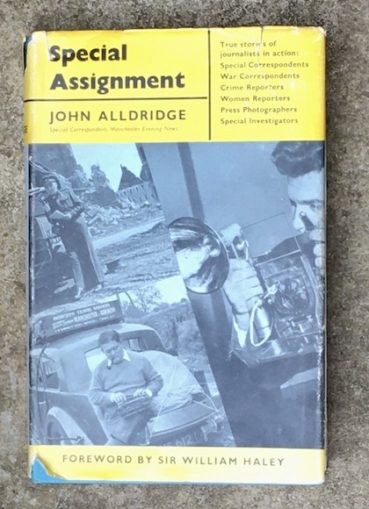 Special
Assignment
JOHN ALLDRIDGE
Special Correspondent, Manchester Evening News
True stories of
journalists in action:
Special Correspondents
War Correspondents
Crime Reporters
Women Reporters
Press Photographers
Special Investigators
FOREWORD BY SIR WILLIAM HALEY